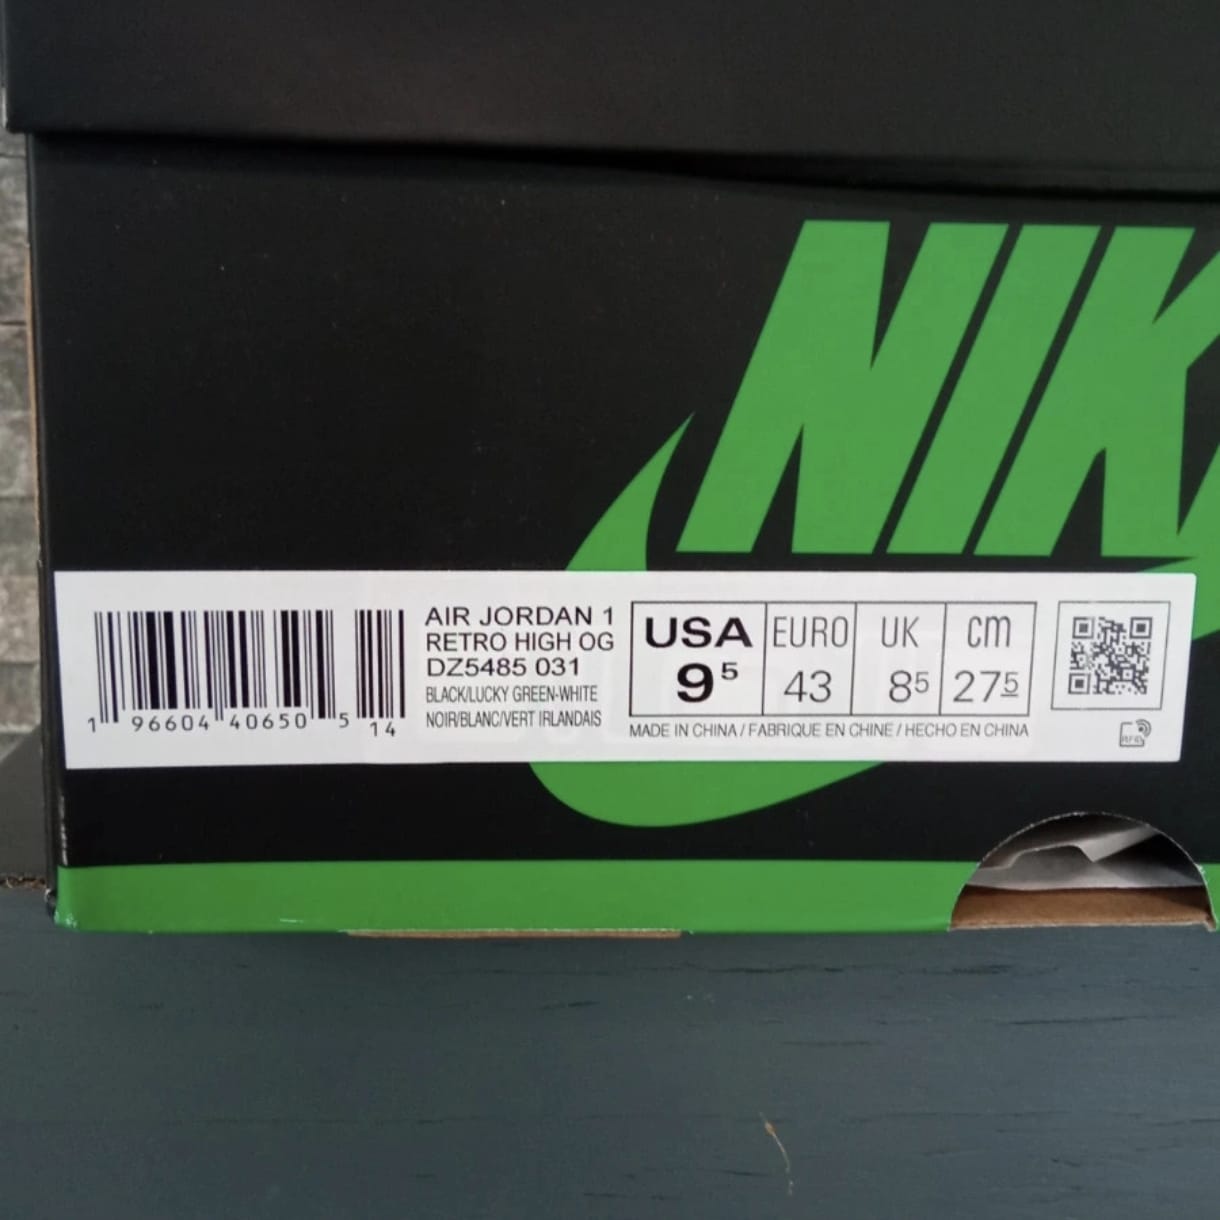 NIK
AIR JORDAN 1
RETRO HIGH OG
DZ5485 031
BLACK/LUCKY GREEN-WHITE
NOIR/BLANC/VERT IRLANDAIS
1 96604 40650 5 14
USA EURO UK cm
9⁵ 43 8⁵ 27⁵
MADE IN CHINA / FABRIQUE EN CHINE / HECHO EN CHINA
RFID